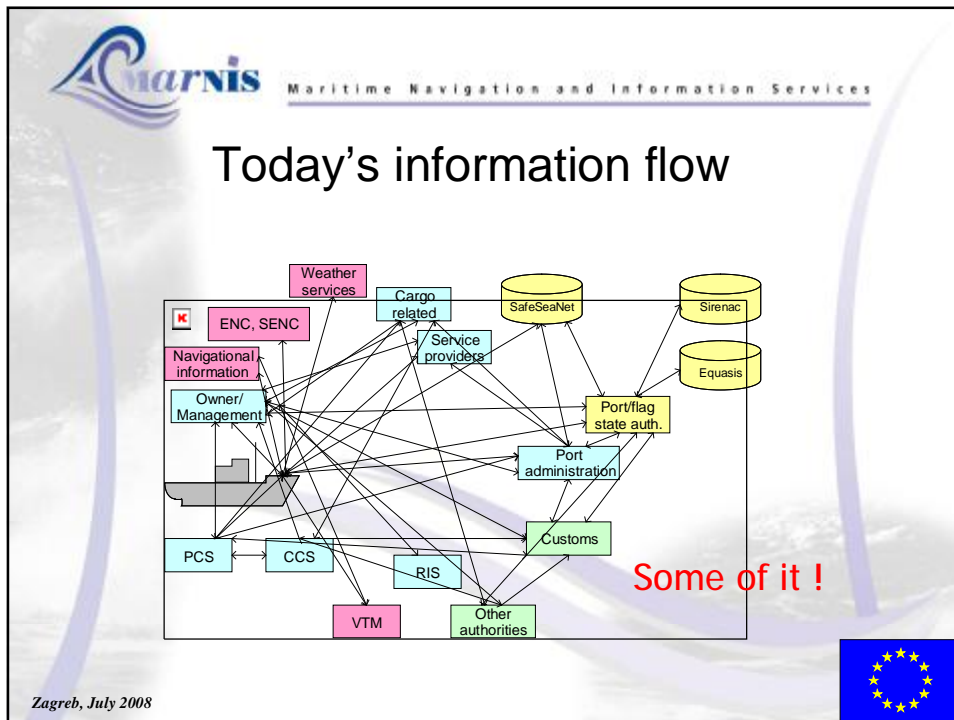 marNIS
Maritime Navigation and Information Services
Today's information flow
Weather
services
Cargo
related
SafeSeaNet
Sirenac
ENC, SENC
Service
providers
Navigational
information
Equasis
Owner/
Management
Port/flag
state auth.
Port
administration
Customs
PCS
CCS
RIS
Some of it !
VTM
Other
authorities
Zagreb, July 2008